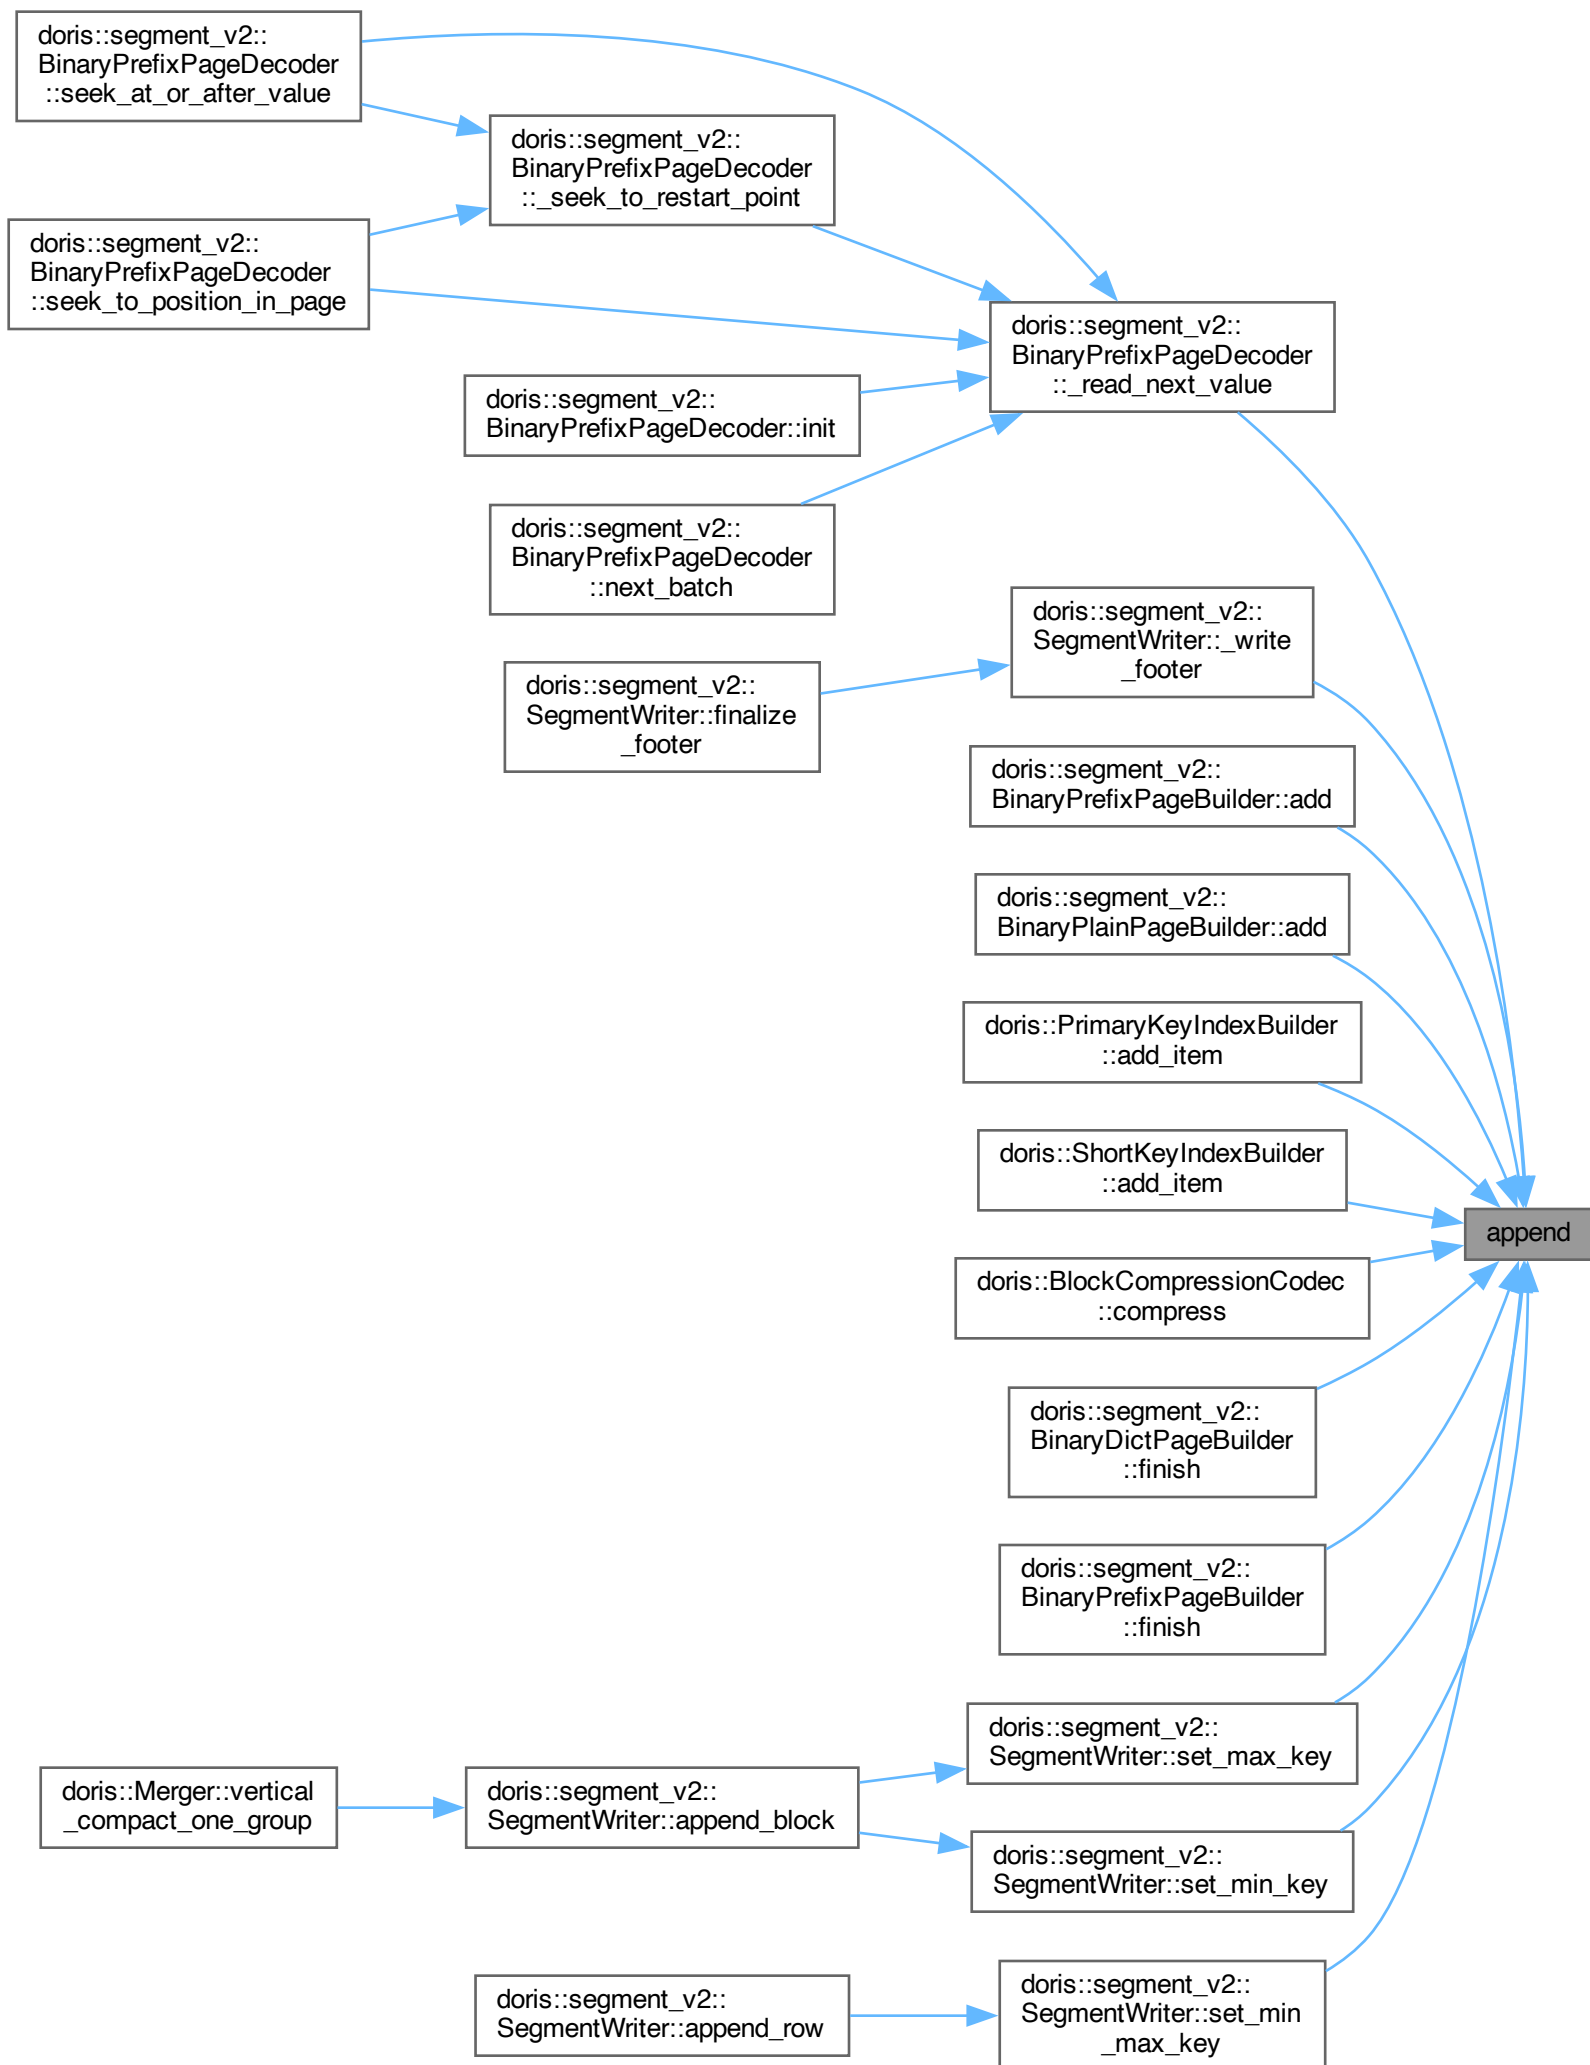 doris::segment_v2::
BinaryPrefixPageDecoder
::seek_at_or_after_value
doris::segment_v2::
BinaryPrefixPageDecoder
::_seek_to_restart_point
doris::segment_v2::
BinaryPrefixPageDecoder
::seek_to_position_in_page
doris::segment_v2::
BinaryPrefixPageDecoder
::_read_next_value
doris::segment_v2::
BinaryPrefixPageDecoder::init
doris::segment_v2::
BinaryPrefixPageDecoder
::next_batch
doris::segment_v2::
SegmentWriter::_write
_footer
doris::segment_v2::
SegmentWriter::finalize
_footer
doris::segment_v2::
BinaryPrefixPageBuilder::add
doris::segment_v2::
BinaryPlainPageBuilder::add
doris::PrimaryKeyIndexBuilder
::add_item
doris::ShortKeyIndexBuilder
::add_item
append
doris::BlockCompressionCodec
::compress
doris::segment_v2::
BinaryDictPageBuilder
::finish
doris::segment_v2::
BinaryPrefixPageBuilder
::finish
doris::segment_v2::
SegmentWriter::set_max_key
doris::Merger::vertical
_compact_one_group
doris::segment_v2::
SegmentWriter::append_block
doris::segment_v2::
SegmentWriter::set_min_key
doris::segment_v2::
SegmentWriter::append_row
doris::segment_v2::
SegmentWriter::set_min
_max_key